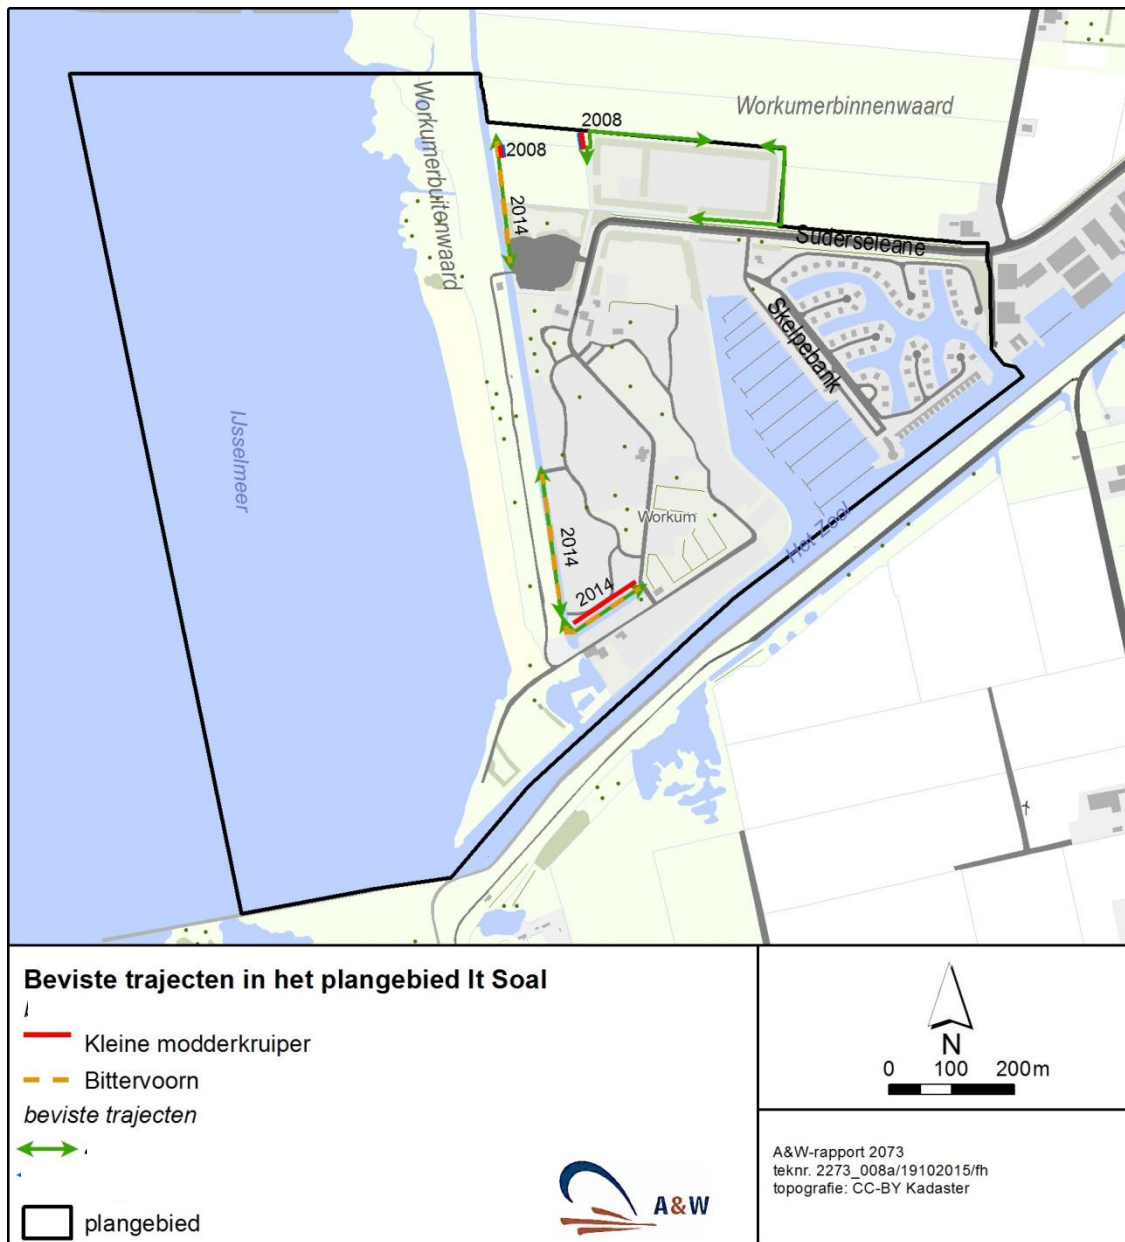 Workumerbinnenwaard
Workumerbuitenwaard
2008
2008
2014
Suderseleane
Skelpebank
IJsselmeer
Workum
Het Zool
2014
2014
Beviste trajecten in het plangebied It Soal
Kleine modderkruiper
Bittervoorn
beviste trajecten
plangebied
N
0 100 200m
A&W
A&W-rapport 2073
teknr. 2273_008a/19102015/fh
topografie: CC-BY Kadaster